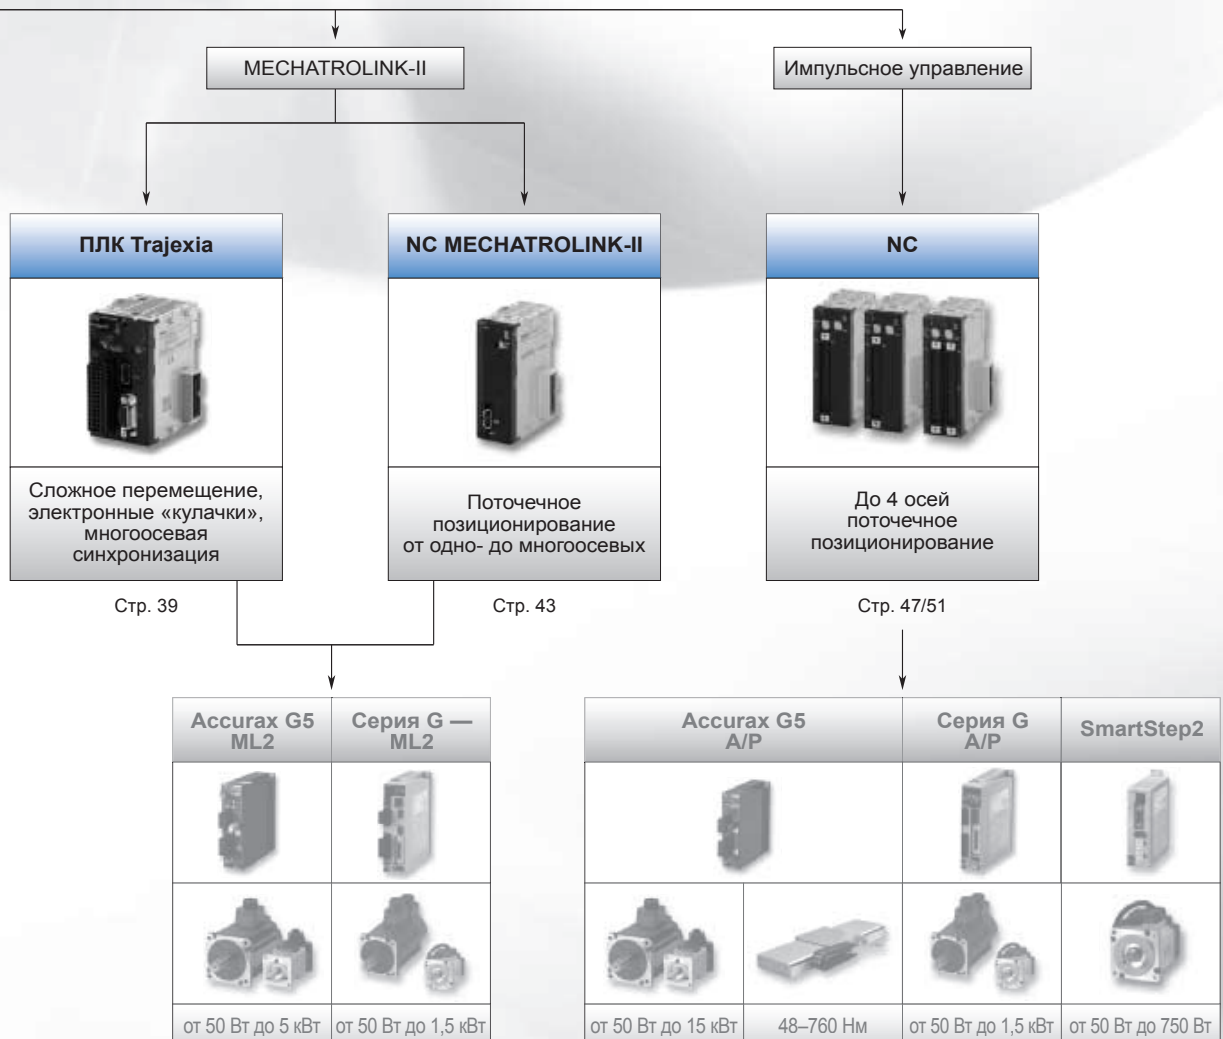 MECHATROLINK-II
Импульсное управление
ПЛК Trajexia
NC MECHATROLINK-II
NC
Сложное перемещение,
электронные «кулачки»,
многоосевая
синхронизация
Поточечное
позиционирование
от одно- до многоосевых
До 4 осей
поточечное
позиционирование
Стр. 39
Стр. 43
Стр. 47/51
Accurax G5
ML2
Серия G —
ML2
Accurax G5
A/P
Серия G
A/P
SmartStep2
от 50 Вт до 5 кВт
от 50 Вт до 1,5 кВт
от 50 Вт до 15 кВт
48–760 Нм
от 50 Вт до 1,5 кВт
от 50 Вт до 750 Вт